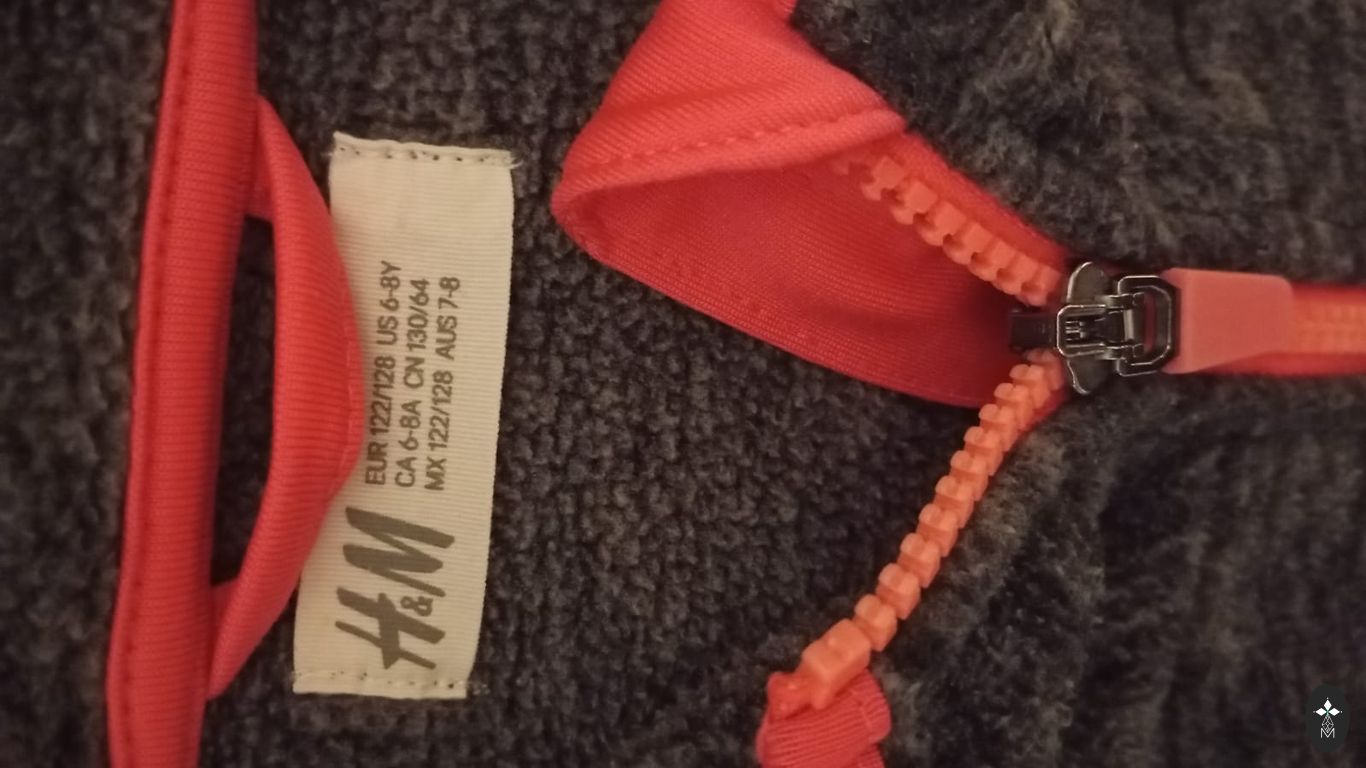 H&M
EUR 122/128 US 6-8Y
CA 6-8A CN 130/64
MX 122/128 AUS 7-8
M